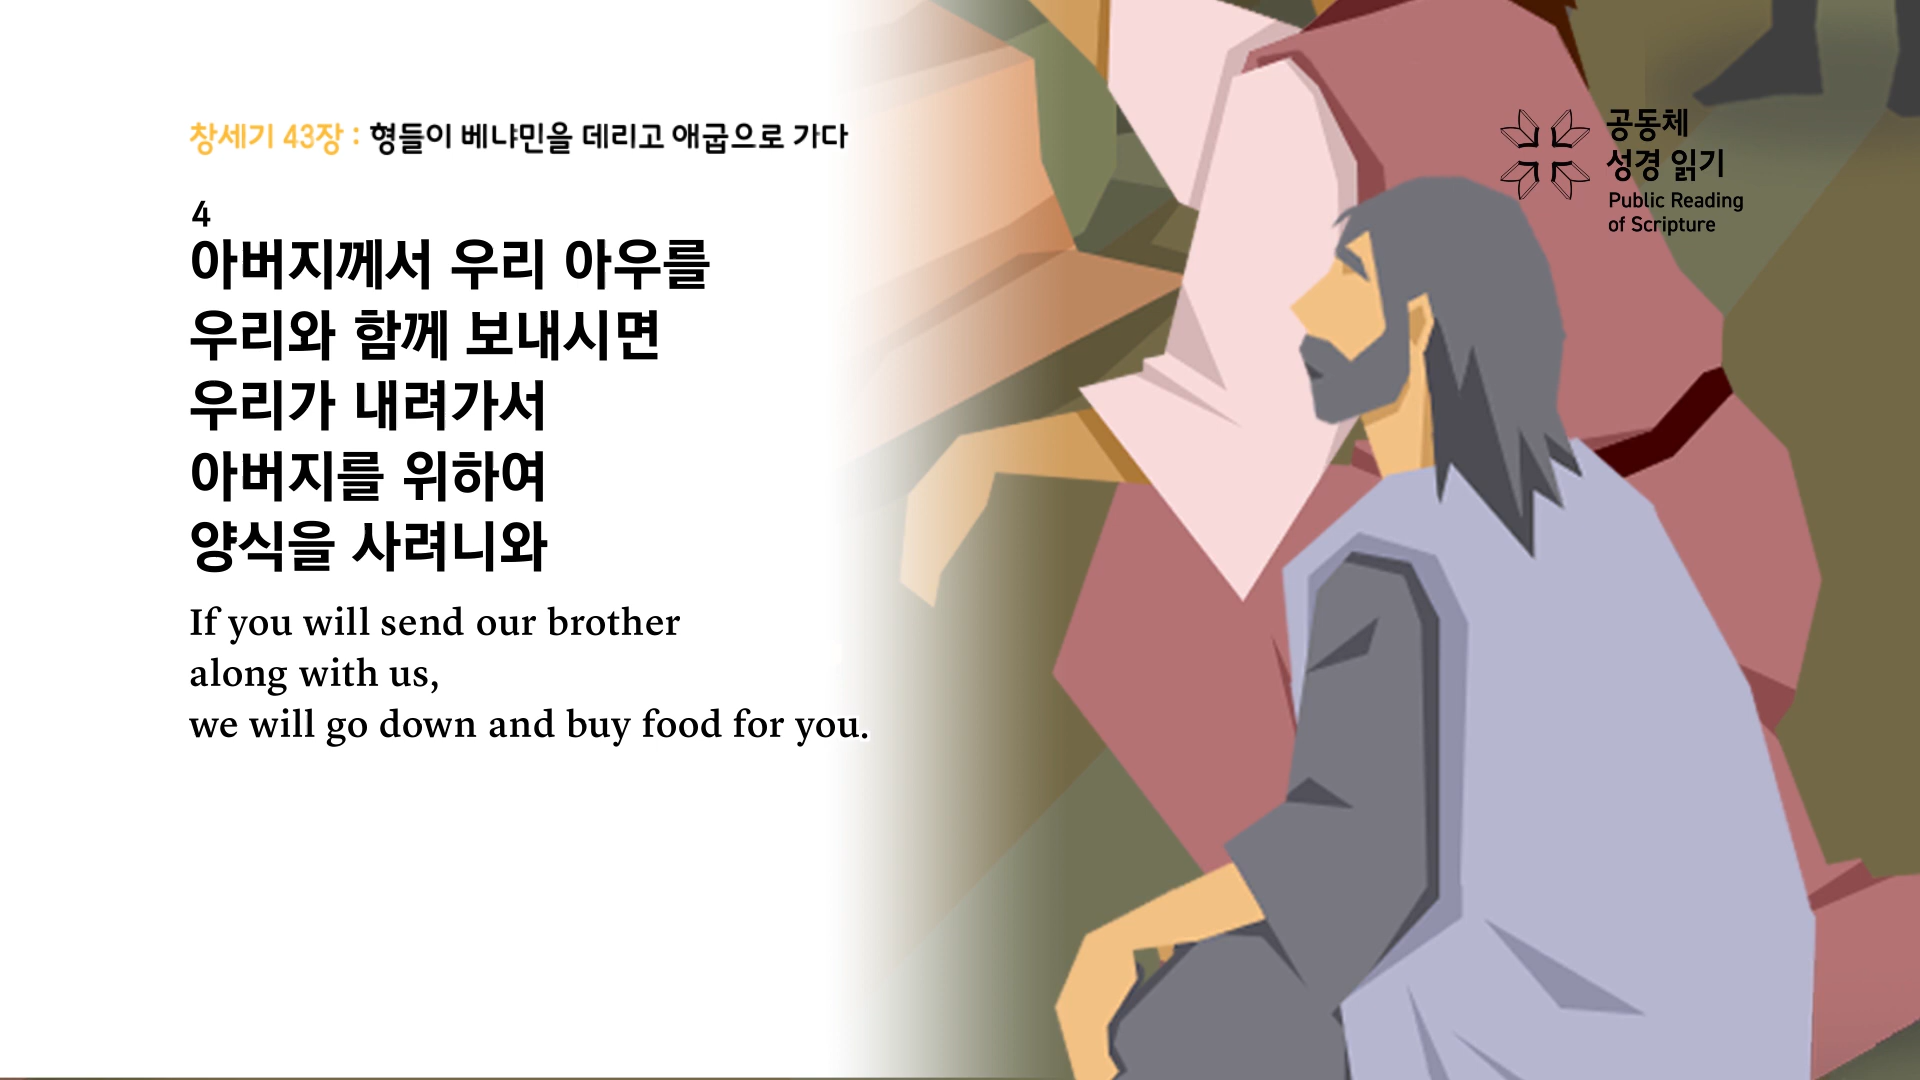 창세기 43장 : 형들이 베냐민을 데리고 애굽으로 가다
공동체
성경 읽기
Public Reading
of Scripture
4
아버지께서 우리 아우를
우리와 함께 보내시면
우리가 내려가서
아버지를 위하여
양식을 사려니와
If you will send our brother
along with us,
we will go down and buy food for you.